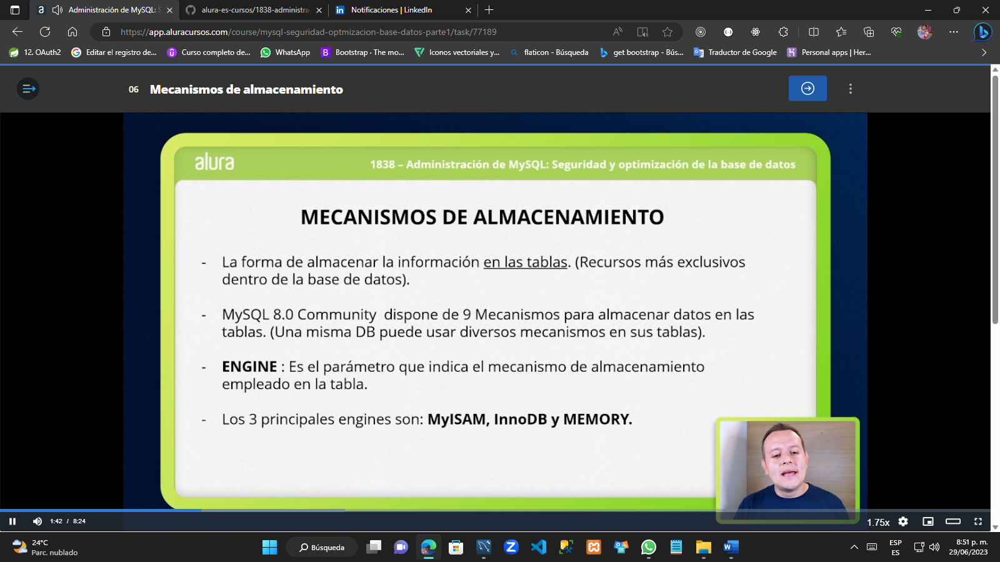 Administración de MySQL: S
alura-es-cursos/1838-administra
Notificaciones | LinkedIn
https://app.aluracursos.com/course/mysql-seguridad-optmizacion-base-datos-parte1/task/77189
12. OAuth2
Editar el registro de...
Curso completo de...
WhatsApp
Bootstrap · The mo...
Iconos vectoriales y...
flaticon - Búsqueda
get bootstrap - Bús...
Traductor de Google
Personal apps | Her...
06 Mecanismos de almacenamiento
alura
1838 – Administración de MySQL: Seguridad y optimización de la base de datos
MECANISMOS DE ALMACENAMIENTO
- La forma de almacenar la información en las tablas. (Recursos más exclusivos
dentro de la base de datos).
- MySQL 8.0 Community dispone de 9 Mecanismos para almacenar datos en las
tablas. (Una misma DB puede usar diversos mecanismos en sus tablas).
- ENGINE : Es el parámetro que indica el mecanismo de almacenamiento
empleado en la tabla.
- Los 3 principales engines son: MyISAM, InnoDB y MEMORY.
1:42 / 8:24
1.75x
24°C
Parc. nublado
Búsqueda
ESP
ES
8:51 p. m.
29/06/2023